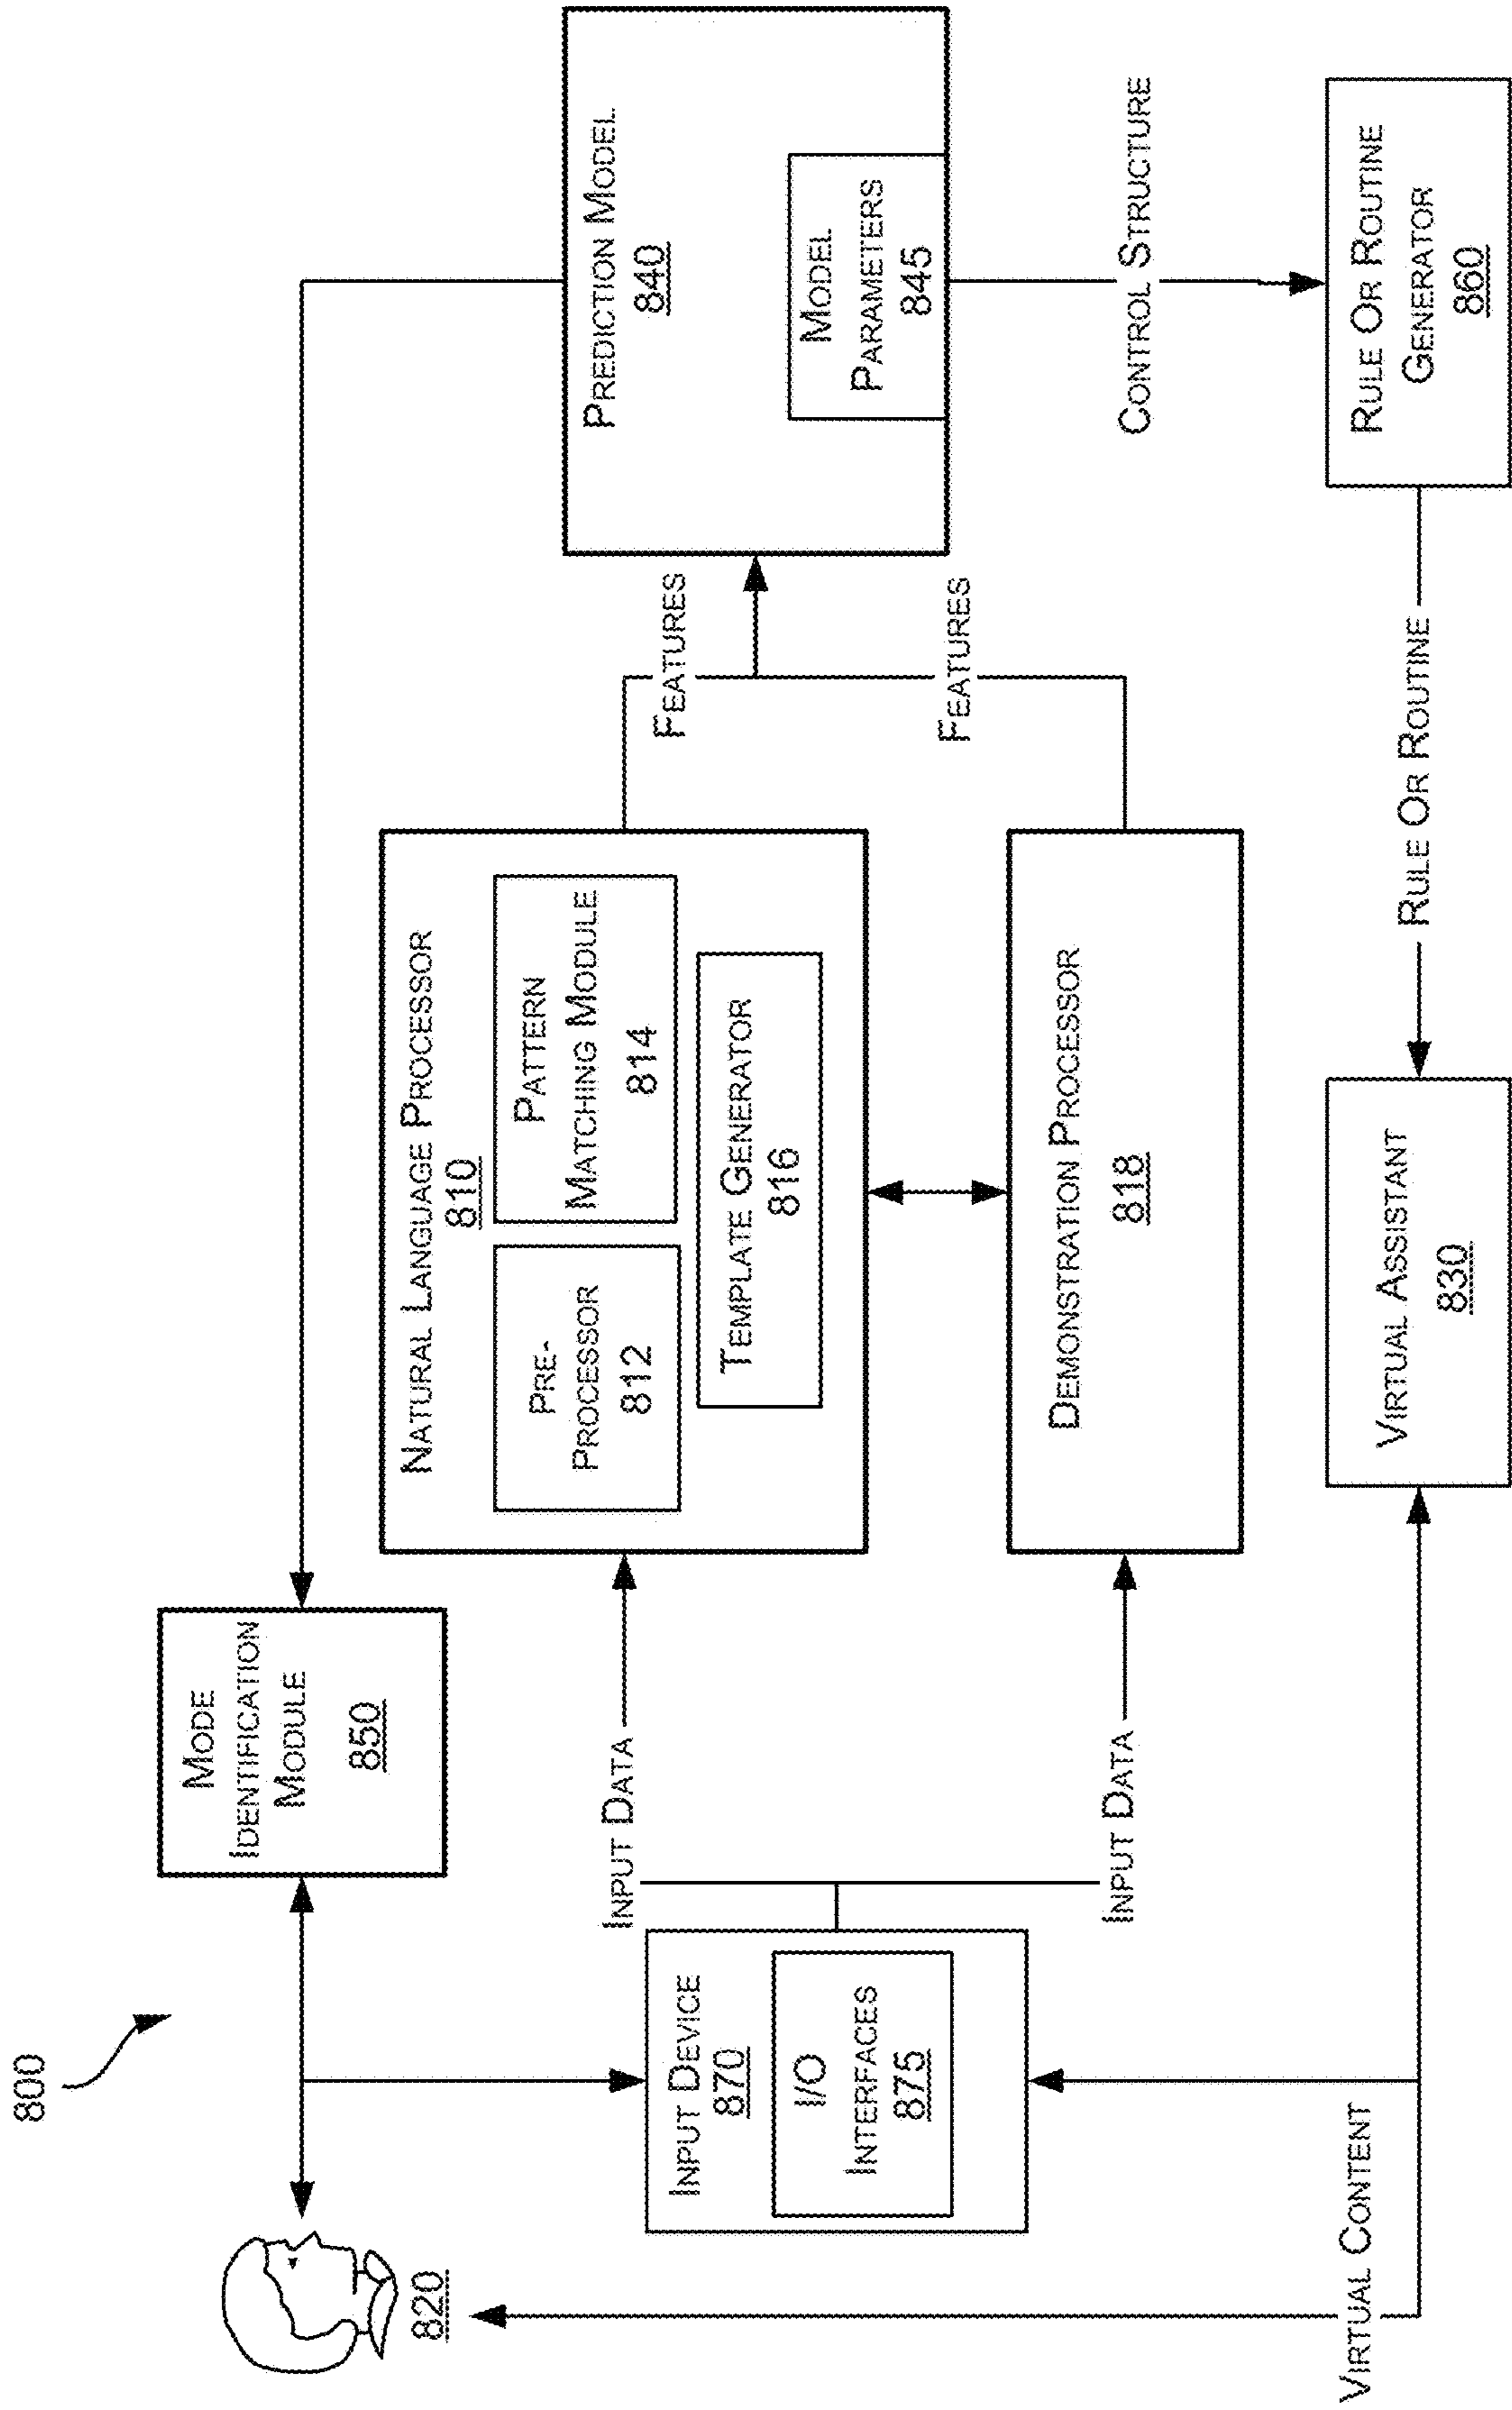 800
820
MODE
IDENTIFICATION
MODULE
850
INPUT DEVICE
870
I/O
INTERFACES
875
INPUT DATA
INPUT DATA
NATURAL LANGUAGE PROCESSOR
810
PRE-
PROCESSOR
812
PATTERN
MATCHING MODULE
814
TEMPLATE GENERATOR
816
DEMONSTRATION PROCESSOR
818
FEATURES
FEATURES
PREDICTION MODEL
840
MODEL
PARAMETERS
845
CONTROL STRUCTURE
VIRTUAL CONTENT
VIRTUAL ASSISTANT
830
RULE OR ROUTINE
RULE OR ROUTINE
GENERATOR
860